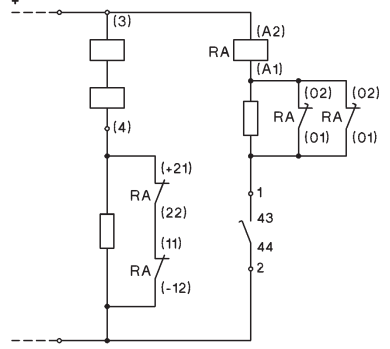 +
(3)
(A2)
RA
(A1)
(02)
(02)
RA
RA
(01)
(01)
(4)
(+21)
RA
(22)
1
43
(11)
44
RA
2
(-12)